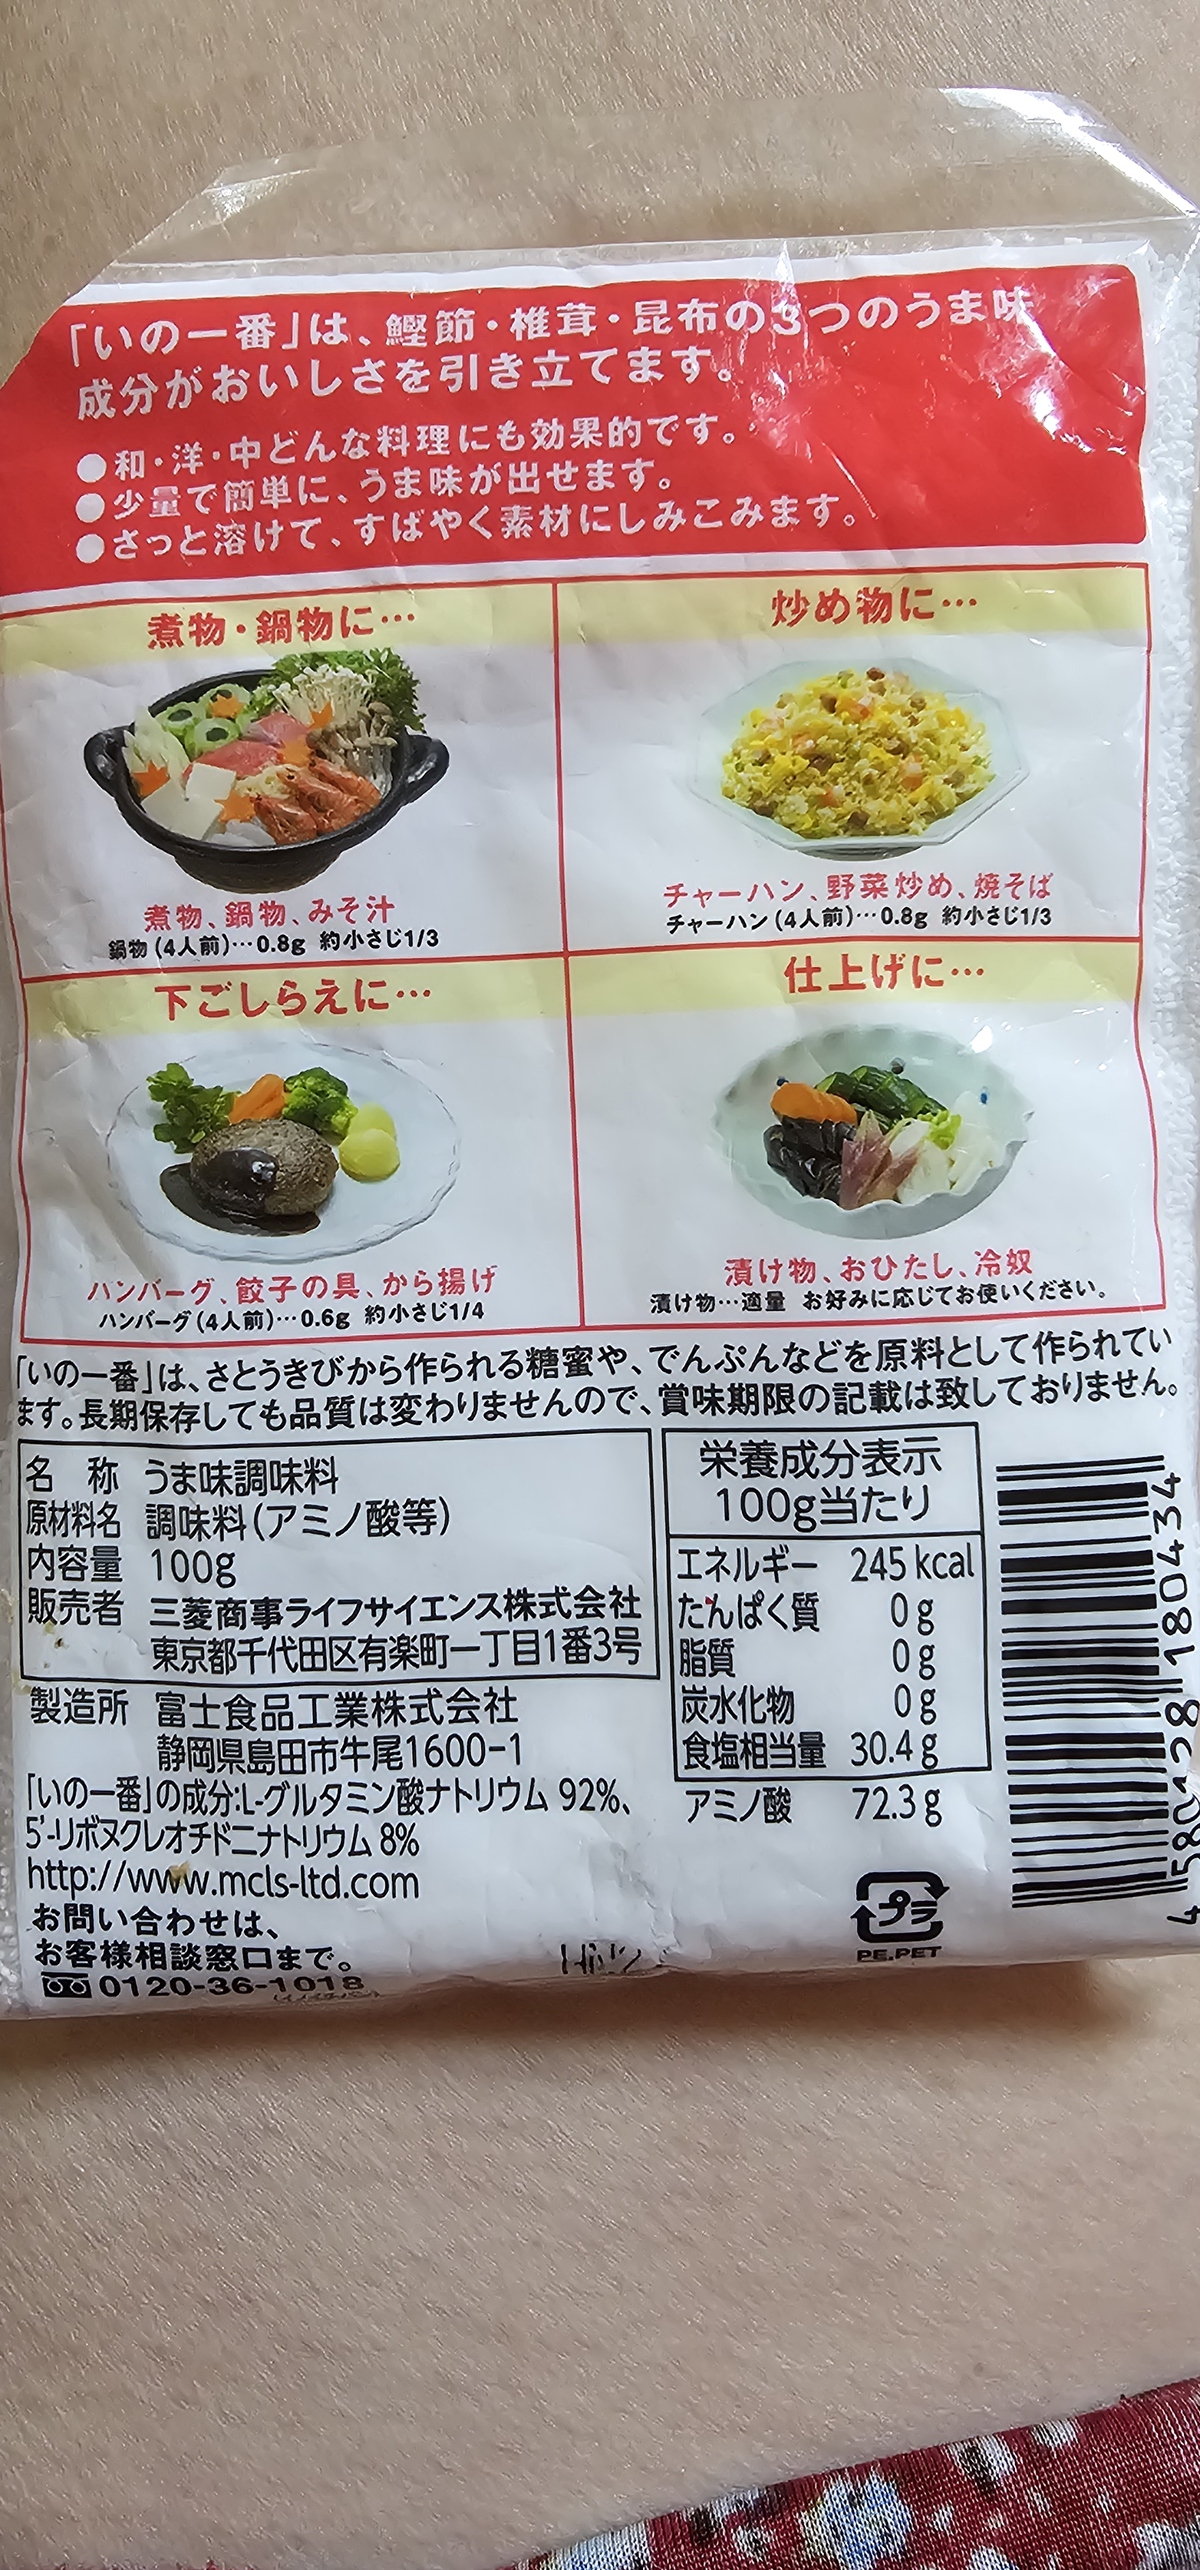 「いの一番」は、鰹節・椎茸・昆布の3つのうま味
成分がおいしさを引き立てます。
●和・洋・中どんな料理にも効果的です。
●少量で簡単に、うま味が出せます。
●さっと溶けて、すばやく素材にしみこみます。
煮物・鍋物に…
煮物、鍋物、みそ汁
鍋物(4人前)…0.8g 約小さじ1/3
炒め物に…
チャーハン、野菜炒め、焼そば
チャーハン(4人前)…0.8g 約小さじ1/3
下ごしらえに…
ハンバーグ、餃子の具、から揚げ
ハンバーグ(4人前)…0.6g 約小さじ1/4
仕上げに…
漬け物、おひたし、冷奴
漬け物…適量 お好みに応じてお使いください。
「いの一番」は、さとうきびから作られる糖蜜や、でんぷんなどを原料として作られてい
ます。長期保存しても品質は変わりませんので、賞味期限の記載は致しておりません。
名 称 うま味調味料
原材料名 調味料(アミノ酸等)
内容量 100g
販売者 三菱商事ライフサイエンス株式会社
東京都千代田区有楽町一丁目1番3号
製造所 富士食品工業株式会社
静岡県島田市牛尾1600-1
「いの一番」の成分:L-グルタミン酸ナトリウム 92%、
5'-リボヌクレオチド二ナトリウム 8%
http://www.mcls-ltd.com
お問い合わせは、
お客様相談窓口まで。
0120-36-1018
栄養成分表示
100g当たり
エネルギー 245 kcal
たんぱく質 0 g
脂質 0 g
炭水化物 0 g
食塩相当量 30.4 g
アミノ酸 72.3 g
プラ
PE.PET